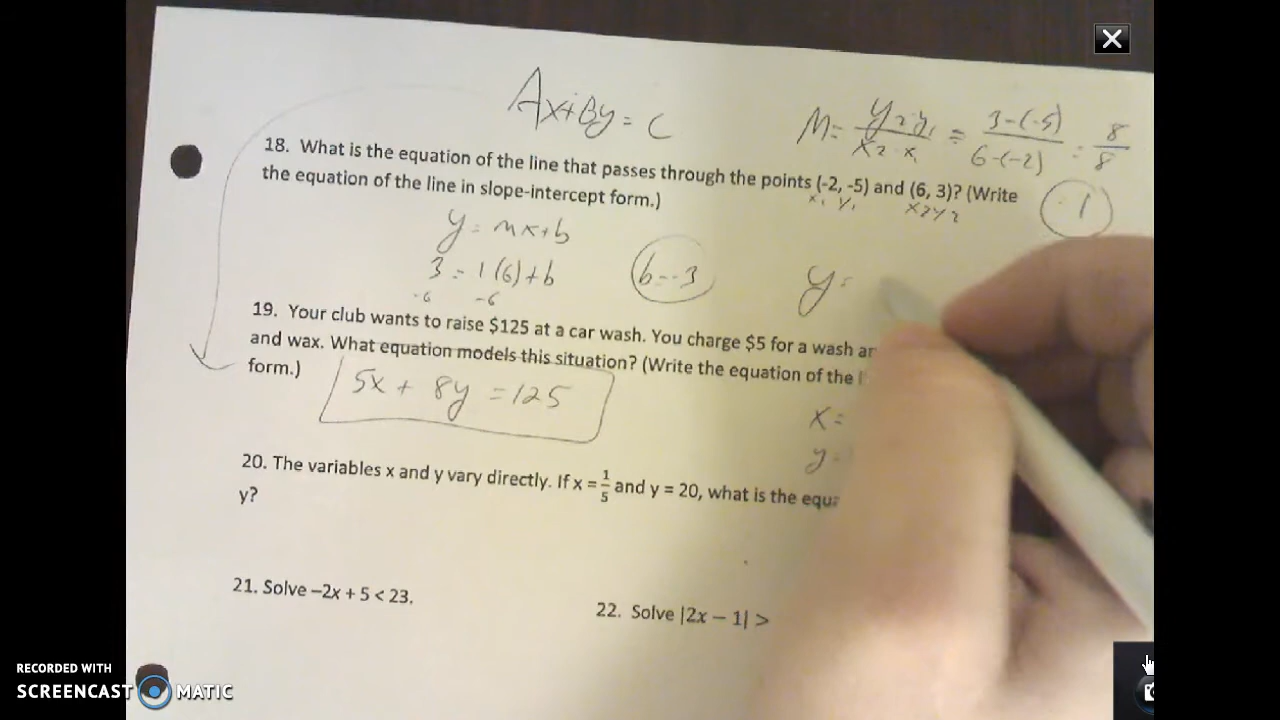 Ax+By = C
M = y2-y1 / x2-x1 = 3-(-5) / 6-(-2) = 8/8
18. What is the equation of the line that passes through the points (-2, -5) and (6, 3)? (Write
the equation of the line in slope-intercept form.)
x1 y1 x2 y2
= 1
y = mx+b
3 = 1(6)+b
-6 -6
b=-3
y=
19. Your club wants to raise $125 at a car wash. You charge $5 for a wash
and wax. What equation models this situation? (Write the equation of the
form.)
5x + 8y = 125
x=
y=
20. The variables x and y vary directly. If x = 1/5 and y = 20, what is the
y?
21. Solve –2x + 5 < 23.
22. Solve |2x – 1| >
RECORDED WITH
SCREENCAST MATIC